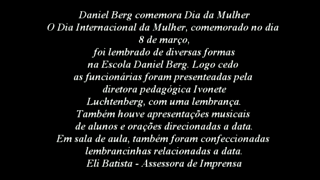 Daniel Berg comemora Dia da Mulher
O Dia Internacional da Mulher, comemorado no dia
8 de março,
foi lembrado de diversas formas
na Escola Daniel Berg. Logo cedo
as funcionárias foram presenteadas pela
diretora pedagógica Ivonete
Luchtenberg, com uma lembrança.
Também houve apresentações musicais
de alunos e orações direcionadas a data.
Em sala de aula, também foram confeccionadas
lembrancinhas relacionadas a data.
Eli Batista - Assessora de Imprensa